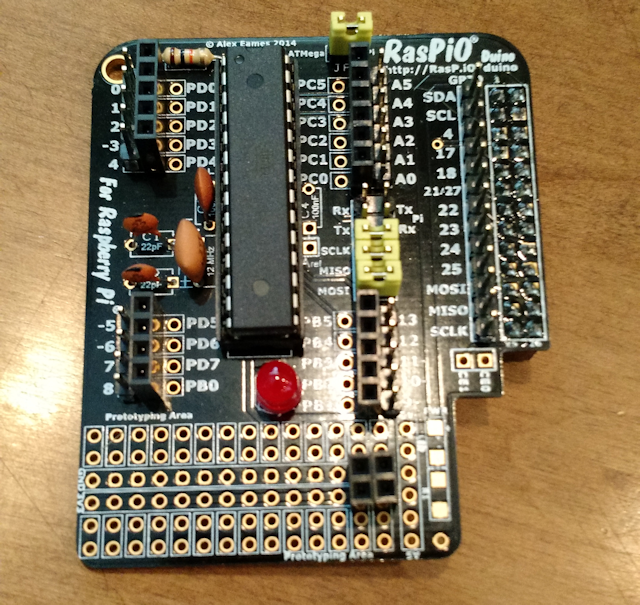 © Alex Eames 2014
ATMega
RasPiO
Duino
http://RasP.iO
duino
0
1
2
-3
4
PD0
PD1
PD2
PD3
PD4
PC5
PC4
PC3
PC2
PC1
PC0
A5
A4
A3
A2
A1
A0
SDA
SCL
4
17
18
21/27
22
23
24
25
MOSI
MISO
SCLK
For Raspberry Pi
22pF
22pF
12 MHz
C4
100nF
Aref
Rx
Tx
Tx
Rx
Pi
SCLK
MISO
MOSI
-5
-6
7
8
PD5
PD6
PD7
PB0
PB5
13
12
Prototyping Area
Prototyping Area